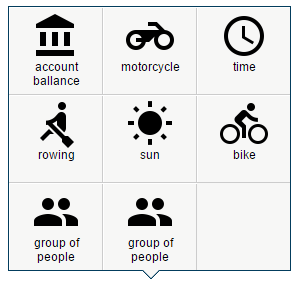 account
ballance
motorcycle
time
rowing
sun
bike
group of
people
group of
people